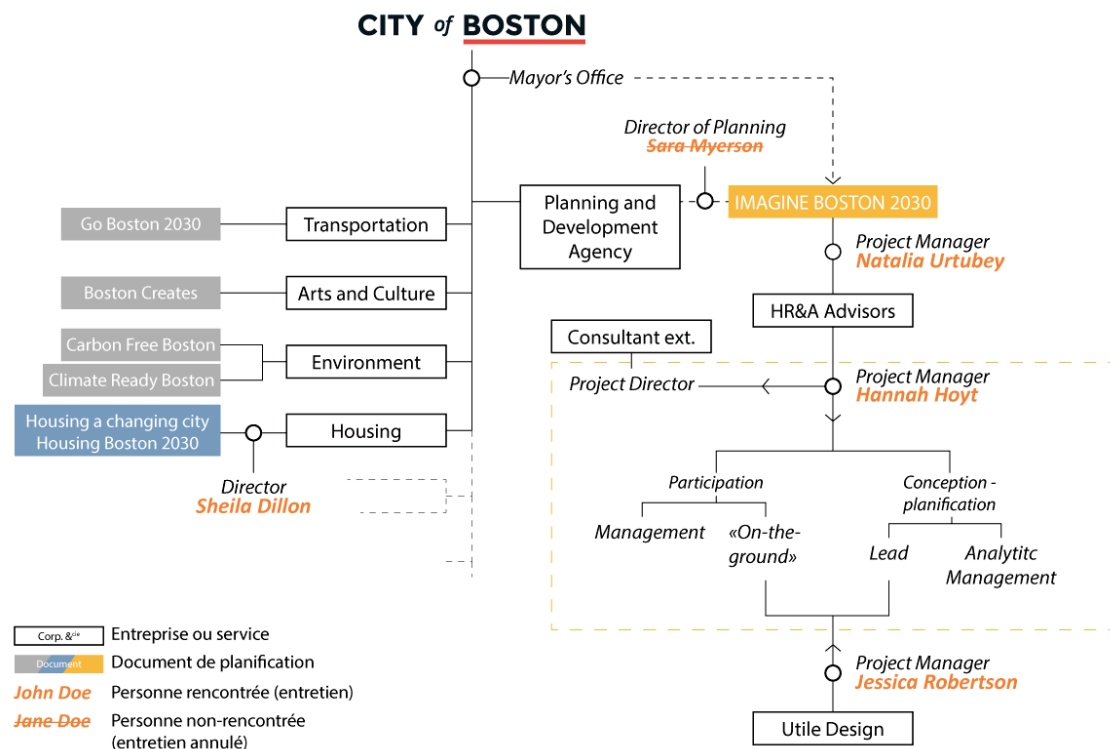 CITY of BOSTON
Mayor's Office
Director of Planning
Sara Myerson
Planning and
Development
Agency
IMAGINE BOSTON 2030
Go Boston 2030
Transportation
Project Manager
Natalia Urtubey
Boston Creates
Arts and Culture
HR&A Advisors
Carbon Free Boston
Climate Ready Boston
Environment
Consultant ext.
Project Director
Project Manager
Hannah Hoyt
Housing a changing city
Housing Boston 2030
Housing
Director
Sheila Dillon
Participation
Conception -
planification
Management
«On-the-
ground»
Lead
Analytitc
Management
Project Manager
Jessica Robertson
Utile Design
Corp. &cie
Entreprise ou service
Document
Document de planification
John Doe
Personne rencontrée (entretien)
Jane Doe
Personne non-rencontrée
(entretien annulé)